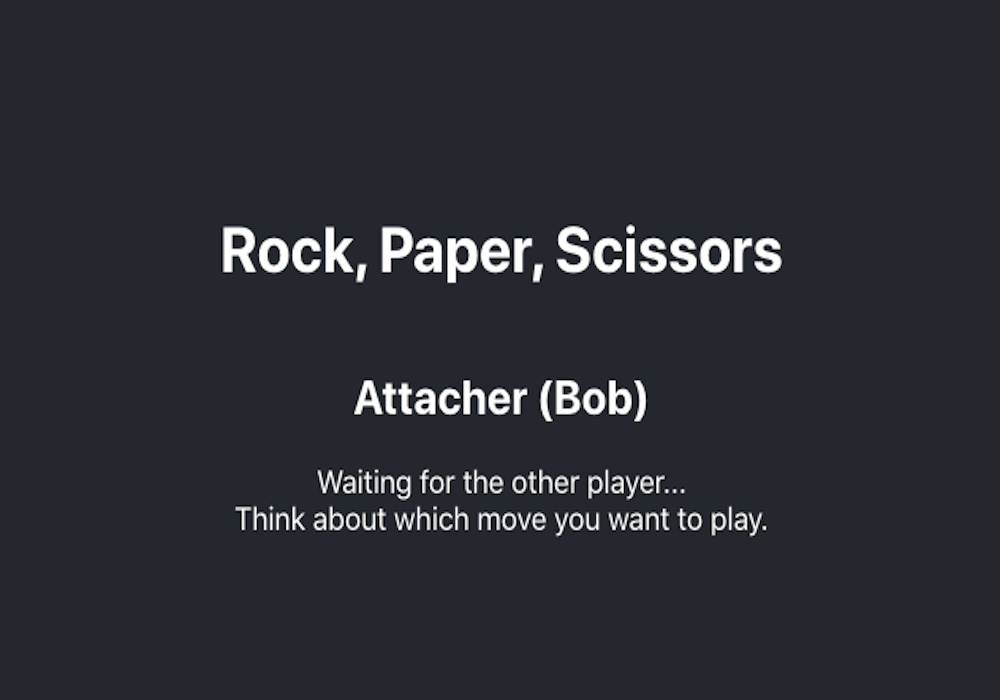 Rock, Paper, Scissors
Attacher (Bob)
Waiting for the other player...
Think about which move you want to play.